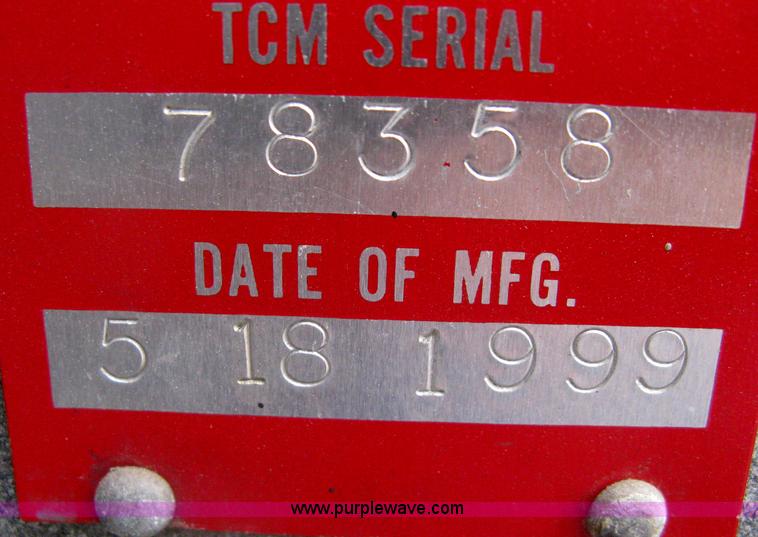 TCM SERIAL
78358
DATE OF MFG.
5 18 1999
www.purplewave.com